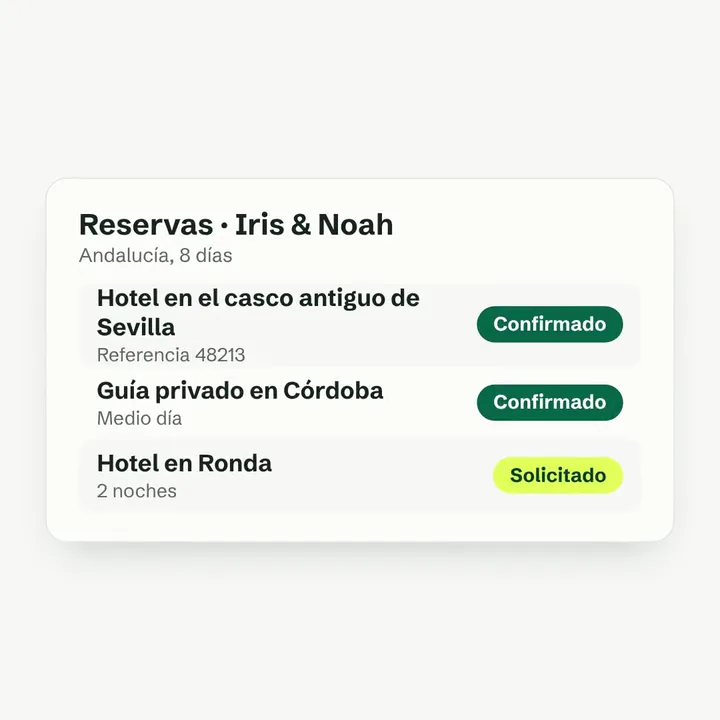 Reservas · Iris & Noah
Andalucía, 8 días
Hotel en el casco antiguo de
Sevilla
Referencia 48213
Confirmado
Guía privado en Córdoba
Medio día
Confirmado
Hotel en Ronda
2 noches
Solicitado